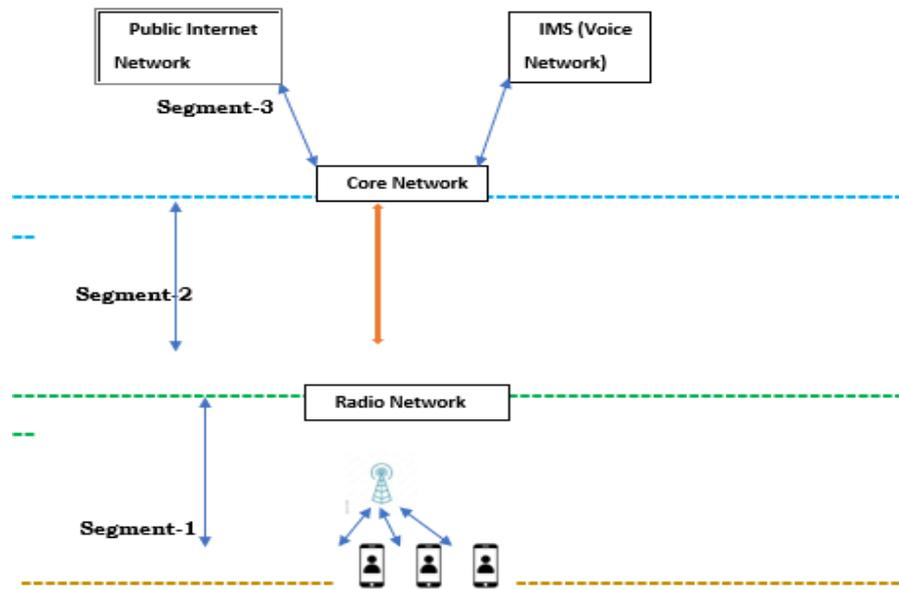 Public Internet
Network
IMS (Voice
Network)
Segment-3
Core Network
Segment-2
Radio Network
Segment-1